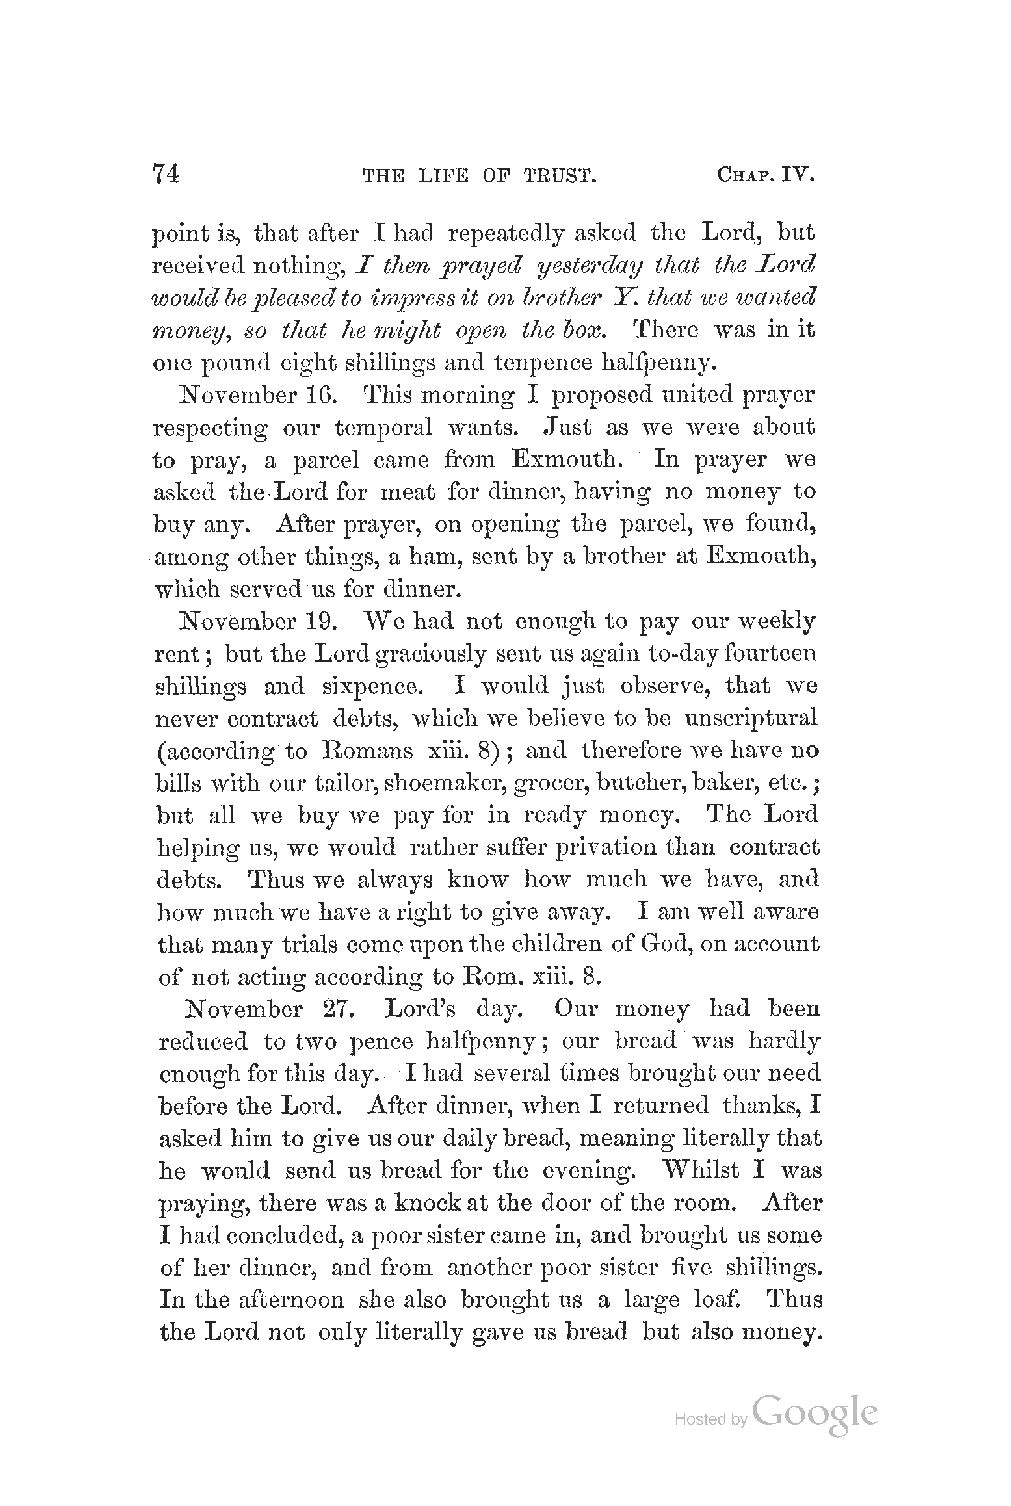 74 THE LIFE OF TRUST. CHAP. IV.
point is, that after I had repeatedly asked the Lord, but
received nothing, I then prayed yesterday that the Lord
would be pleased to impress it on brother Y. that we wanted
money, so that he might open the box. There was in it
one pound eight shillings and tenpence halfpenny.
November 16. This morning I proposed united prayer
respecting our temporal wants. Just as we were about
to pray, a parcel came from Exmouth. In prayer we
asked the Lord for meat for dinner, having no money to
buy any. After prayer, on opening the parcel, we found,
among other things, a ham, sent by a brother at Exmouth,
which served us for dinner.
November 19. We had not enough to pay our weekly
rent; but the Lord graciously sent us again to-day fourteen
shillings and sixpence. I would just observe, that we
never contract debts, which we believe to be unscriptural
(according to Romans xiii. 8); and therefore we have no
bills with our tailor, shoemaker, grocer, butcher, baker, etc.;
but all we buy we pay for in ready money. The Lord
helping us, we would rather suffer privation than contract
debts. Thus we always know how much we have, and
how much we have a right to give away. I am well aware
that many trials come upon the children of God, on account
of not acting according to Rom. xiii. 8.
November 27. Lord's day. Our money had been
reduced to two pence halfpenny; our bread was hardly
enough for this day. I had several times brought our need
before the Lord. After dinner, when I returned thanks, I
asked him to give us our daily bread, meaning literally that
he would send us bread for the evening. Whilst I was
praying, there was a knock at the door of the room. After
I had concluded, a poor sister came in, and brought us some
of her dinner, and from another poor sister five shillings.
In the afternoon she also brought us a large loaf. Thus
the Lord not only literally gave us bread but also money.
Hosted by Google